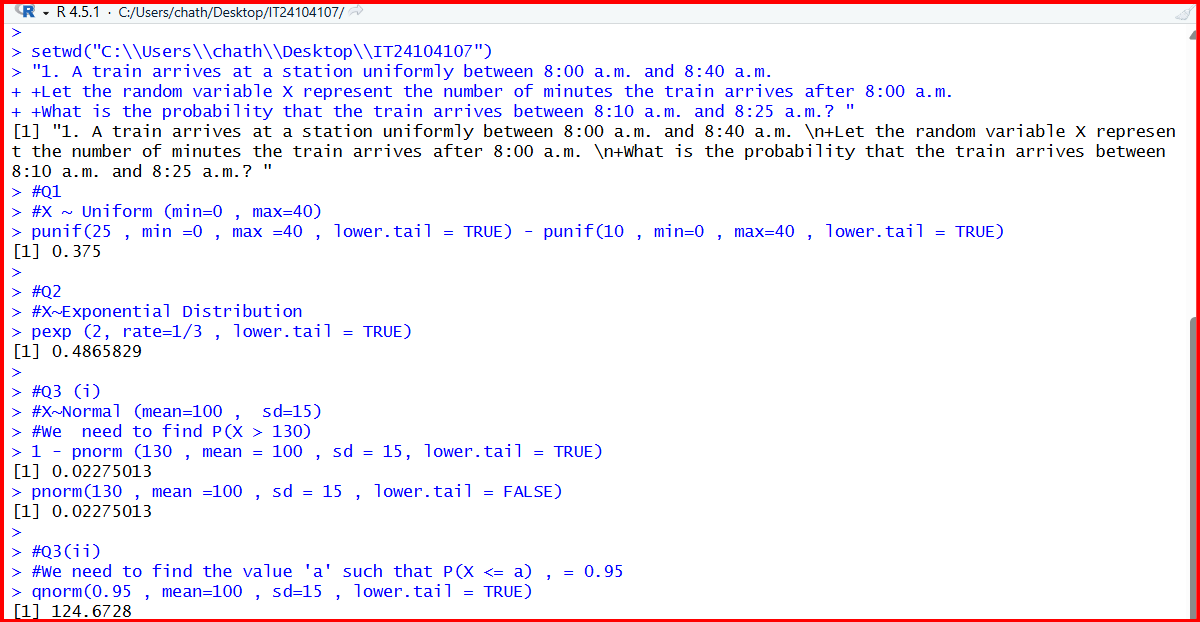 R 4.5.1 · C:/Users/chath/Desktop/IT24104107/
>
> setwd("C:\\Users\\chath\\Desktop\\IT24104107")
> "1. A train arrives at a station uniformly between 8:00 a.m. and 8:40 a.m.
+ +Let the random variable X represent the number of minutes the train arrives after 8:00 a.m.
+ +What is the probability that the train arrives between 8:10 a.m. and 8:25 a.m.? "
[1] "1. A train arrives at a station uniformly between 8:00 a.m. and 8:40 a.m. \n+Let the random variable X represen
t the number of minutes the train arrives after 8:00 a.m. \n+What is the probability that the train arrives between
8:10 a.m. and 8:25 a.m.? "
> #Q1
> #X ~ Uniform (min=0 , max=40)
> punif(25 , min =0 , max =40 , lower.tail = TRUE) - punif(10 , min=0 , max=40 , lower.tail = TRUE)
[1] 0.375
>
> #Q2
> #X~Exponential Distribution
> pexp (2, rate=1/3 , lower.tail = TRUE)
[1] 0.4865829
>
> #Q3 (i)
> #X~Normal (mean=100 ,  sd=15)
> #We  need to find P(X > 130)
> 1 - pnorm (130 , mean = 100 , sd = 15, lower.tail = TRUE)
[1] 0.02275013
> pnorm(130 , mean =100 , sd = 15 , lower.tail = FALSE)
[1] 0.02275013
>
> #Q3(ii)
> #We need to find the value 'a' such that P(X <= a) , = 0.95
> qnorm(0.95 , mean=100 , sd=15 , lower.tail = TRUE)
[1] 124.6728